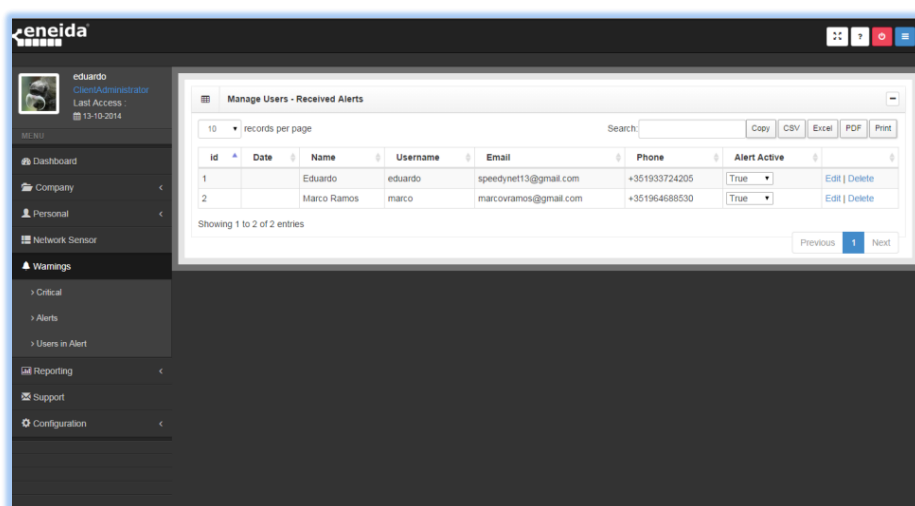 eneida
?
eduardo
ClientAdministrator
Last Access :
13-10-2014
MENU
Dashboard
Company
Personal
Network Sensor
Warnings
> Critical
> Alerts
> Users in Alert
Reporting
Support
Configuration
Manage Users - Received Alerts
10 records per page
Search: Copy CSV Excel PDF Print
id Date Name Username Email Phone Alert Active
1 Eduardo eduardo speedynet13@gmail.com +351933724205 True Edit | Delete
2 Marco Ramos marco marcovramos@gmail.com +351964688530 True Edit | Delete
Showing 1 to 2 of 2 entries
Previous 1 Next